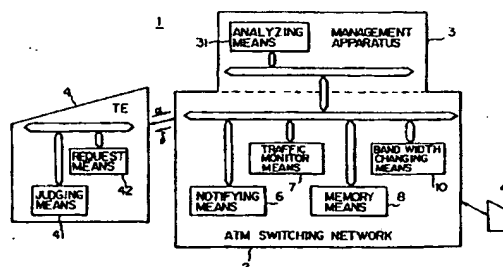 1
ANALYZING MEANS
MANAGEMENT APPARATUS
31
3
4
TE
a
b
REQUEST MEANS
42
JUDGING MEANS
41
TRAFFIC MONITOR MEANS
7
BAND WIDTH CHANGING MEANS
10
NOTIFYING MEANS
6
MEMORY MEANS
8
4
ATM SWITCHING NETWORK
2